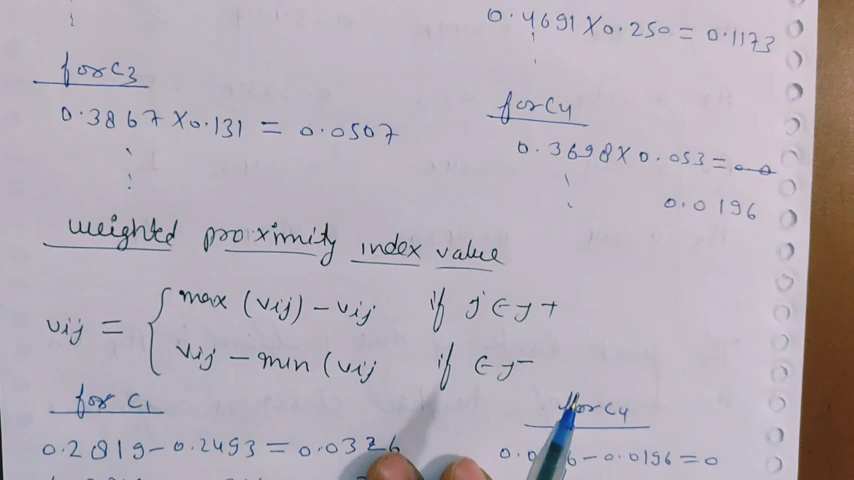 0.4691 X 0.250 = 0.1173
for C3
0.3867 X 0.131 = 0.0507
for C4
0.3698 X 0.053 =
0.0196
weighted proximity index value
vij = { max (vij) - vij if j ∈ j +
vij - min (vij if ∈ j -
for C1
0.2819 - 0.2493 = 0.0326
for C4
- 0.0196 = 0